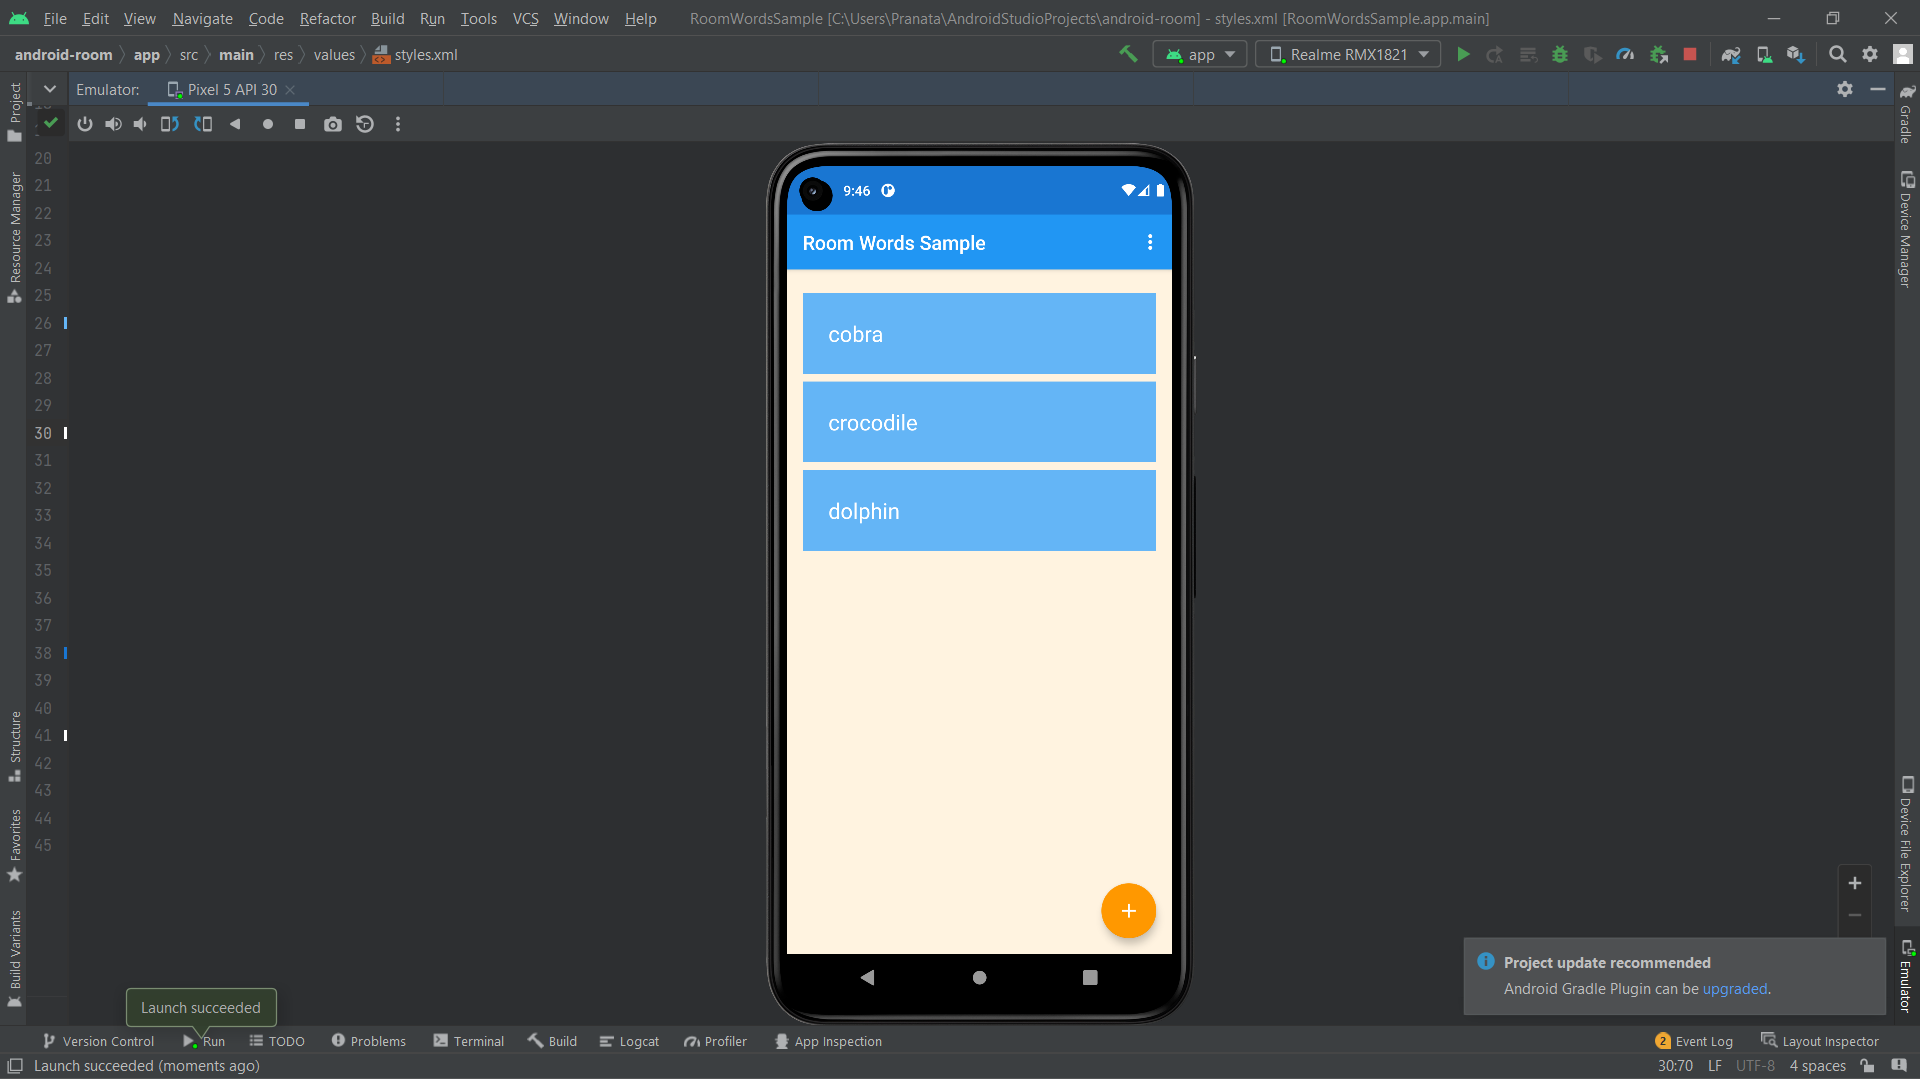 File Edit View Navigate Code Refactor Build Run Tools VCS Window Help RoomWordsSample [C:\Users\Pranata\AndroidStudioProjects\android-room] - styles.xml [RoomWordsSample.app.main]
android-room app src main res values styles.xml app Realme RMX1821
Emulator: Pixel 5 API 30
Project
Resource Manager
Structure
Favorites
Build Variants
20
21
22
23
24
25
26
27
28
29
30
31
32
33
34
35
36
37
38
39
40
41
42
43
44
45
9:46
Room Words Sample
cobra
crocodile
dolphin
+
Gradle
Device Manager
Device File Explorer
Emulator
+
Project update recommended
Android Gradle Plugin can be upgraded.
Launch succeeded
Version Control Run TODO Problems Terminal Build Logcat Profiler App Inspection 2 Event Log Layout Inspector
Launch succeeded (moments ago) 30:70 LF UTF-8 4 spaces